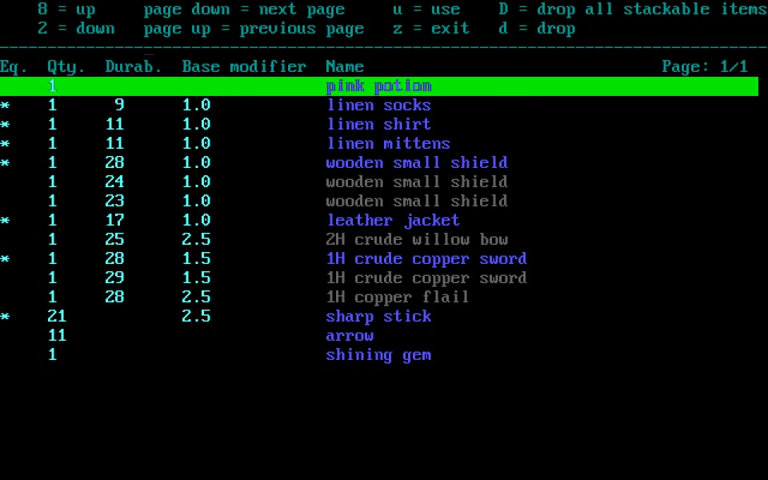 8 = up page down = next page u = use D = drop all stackable items
2 = down page up = previous page z = exit d = drop
Eq. Qty. Durab. Base modifier Name Page: 1/1
1 pink potion
* 1 9 1.0 linen socks
* 1 11 1.0 linen shirt
* 1 11 1.0 linen mittens
* 1 28 1.0 wooden small shield
1 24 1.0 wooden small shield
1 23 1.0 wooden small shield
* 1 17 1.0 leather jacket
1 25 2.5 2H crude willow bow
* 1 28 1.5 1H crude copper sword
1 29 1.5 1H crude copper sword
1 28 2.5 1H copper flail
* 21 2.5 sharp stick
11 arrow
1 shining gem